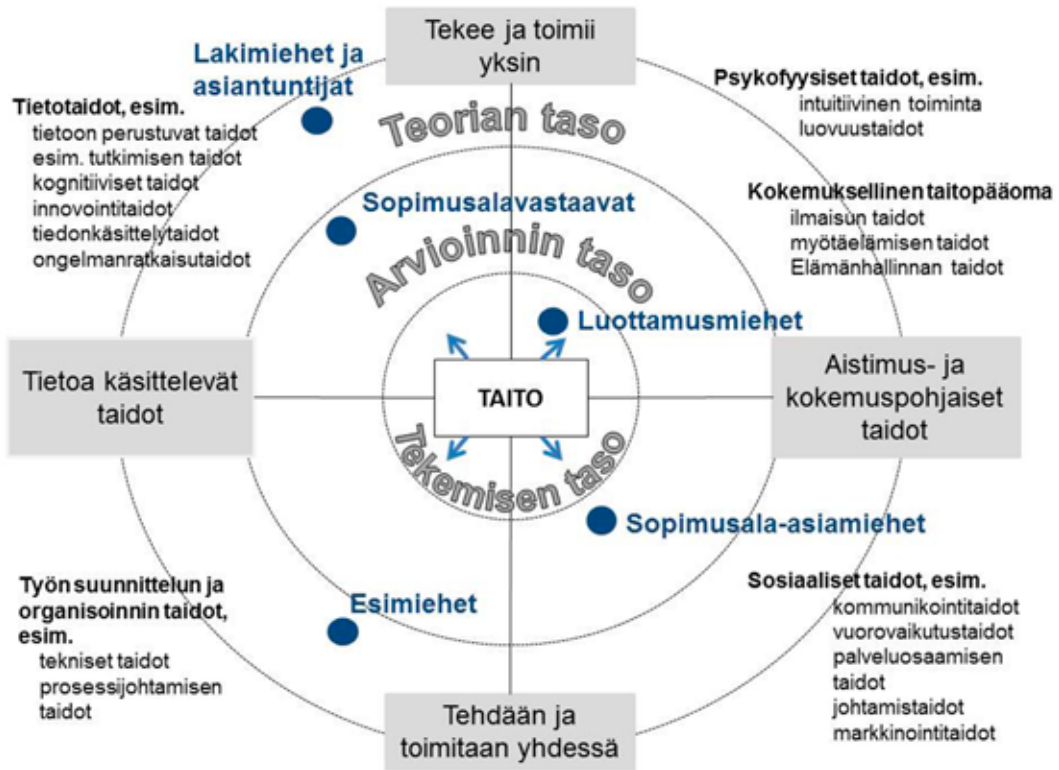 Tekee ja toimii
yksin
Lakimiehet ja
asiantuntijat
Tietotaidot, esim.
tietoon perustuvat taidot
esim. tutkimisen taidot
kognitiiviset taidot
innovointitaidot
tiedonkäsittelytaidot
ongelmanratkaisutaidot
Psykofyysiset taidot, esim.
intuitiivinen toiminta
luovuustaidot
Kokemuksellinen taitopääoma
ilmaisun taidot
myötäelämisen taidot
Elämänhallinnan taidot
Teorian taso
Sopimusalavastaavat
Arvioinnin taso
Luottamusmiehet
Tietoa käsittelevät
taidot
TAITO
Aistimus- ja
kokemuspohjaiset
taidot
Tekemisen taso
Sopimusala-asiamiehet
Esimiehet
Työn suunnittelun ja
organisoinnin taidot,
esim.
tekniset taidot
prosessijohtamisen
taidot
Sosiaaliset taidot, esim.
kommunikointitaidot
vuorovaikutustaidot
palveluosaamisen
taidot
johtamistaidot
markkinointitaidot
Tehdään ja
toimitaan yhdessä